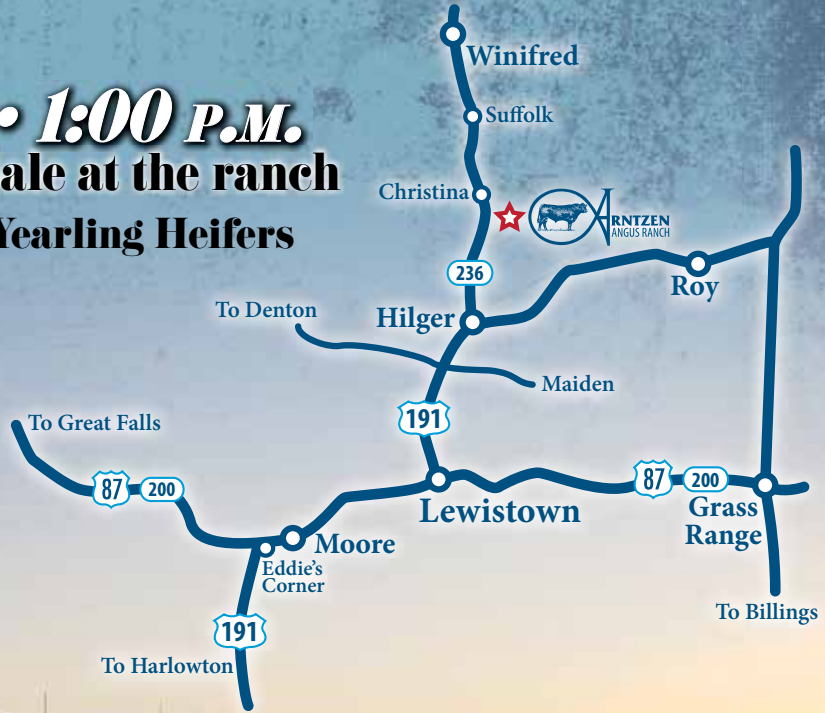 Winifred
• 1:00 P.M.
Suffolk
ale at the ranch
Christina
ARNTZEN
ANGUS RANCH
Yearling Heifers
236
Roy
To Denton
Hilger
Maiden
191
To Great Falls
87
200
87
200
Lewistown
Grass
Range
Moore
Eddie's
Corner
To Billings
191
To Harlowton